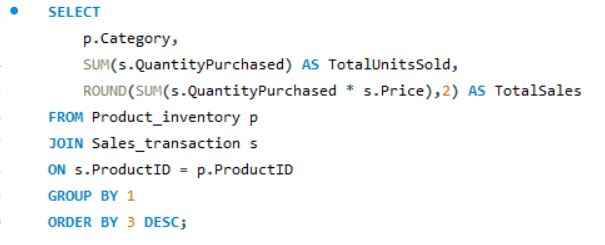 SELECT
p.Category,
SUM(s.QuantityPurchased) AS TotalUnitsSold,
ROUND(SUM(s.QuantityPurchased * s.Price),2) AS TotalSales
FROM Product_inventory p
JOIN Sales_transaction s
ON s.ProductID = p.ProductID
GROUP BY 1
ORDER BY 3 DESC;